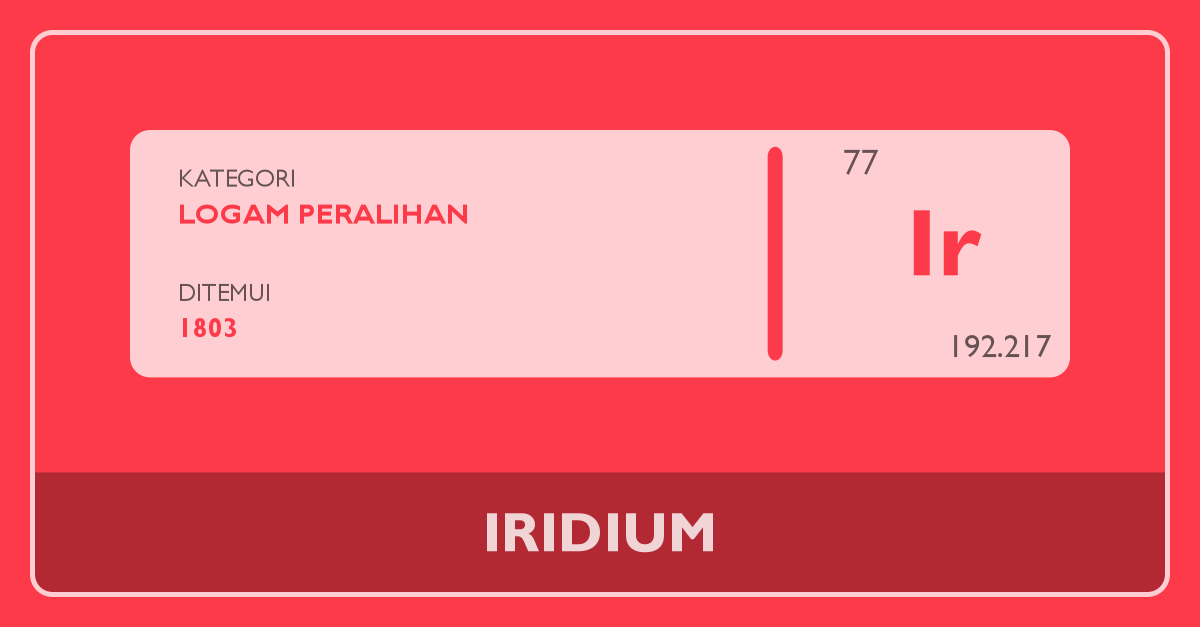 KATEGORI
LOGAM PERALIHAN
DITEMUI
1803
77
Ir
192.217
IRIDIUM